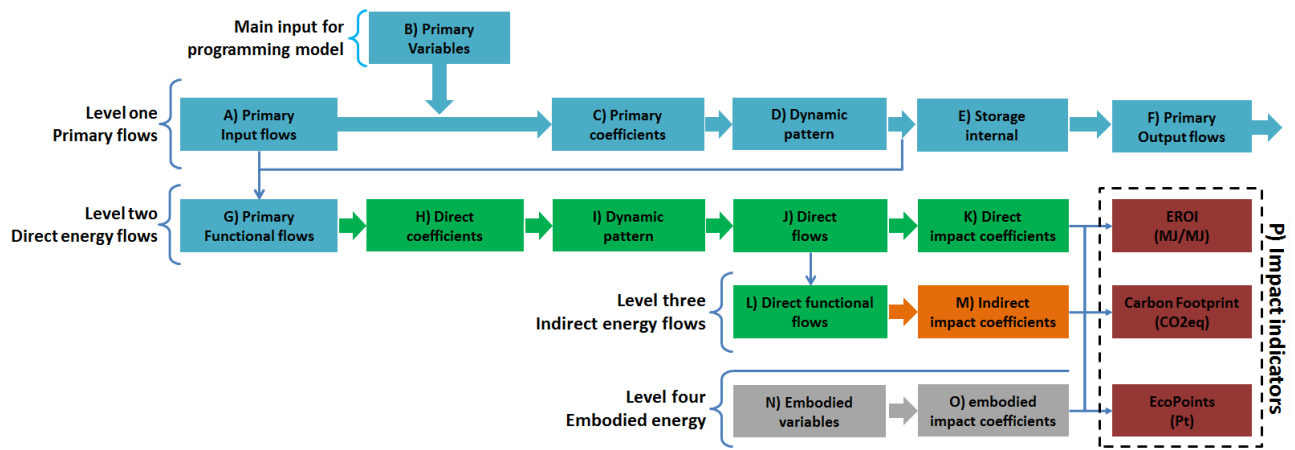 Main input for
programming model
B) Primary
Variables
Level one
Primary flows
A) Primary
Input flows
C) Primary
coefficients
D) Dynamic
pattern
E) Storage
internal
F) Primary
Output flows
Level two
Direct energy flows
G) Primary
Functional flows
H) Direct
coefficients
I) Dynamic
pattern
J) Direct
flows
K) Direct
impact coefficients
EROI
(MJ/MJ)
P) Impact indicators
Level three
Indirect energy flows
L) Direct functional
flows
M) Indirect
impact coefficients
Carbon Footprint
(CO2eq)
Level four
Embodied energy
N) Embodied
variables
O) embodied
impact coefficients
EcoPoints
(Pt)